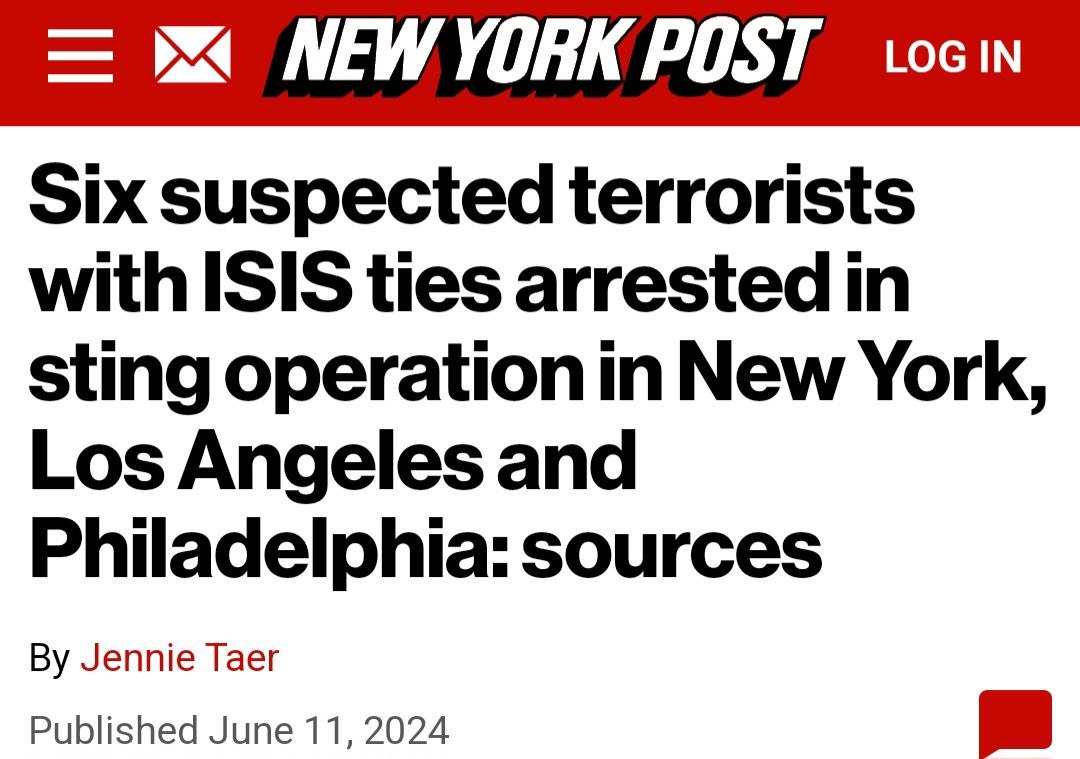 NEW YORK POST
LOG IN
Six suspected terrorists
with ISIS ties arrested in
sting operation in New York,
Los Angeles and
Philadelphia: sources
By Jennie Taer
Published June 11, 2024